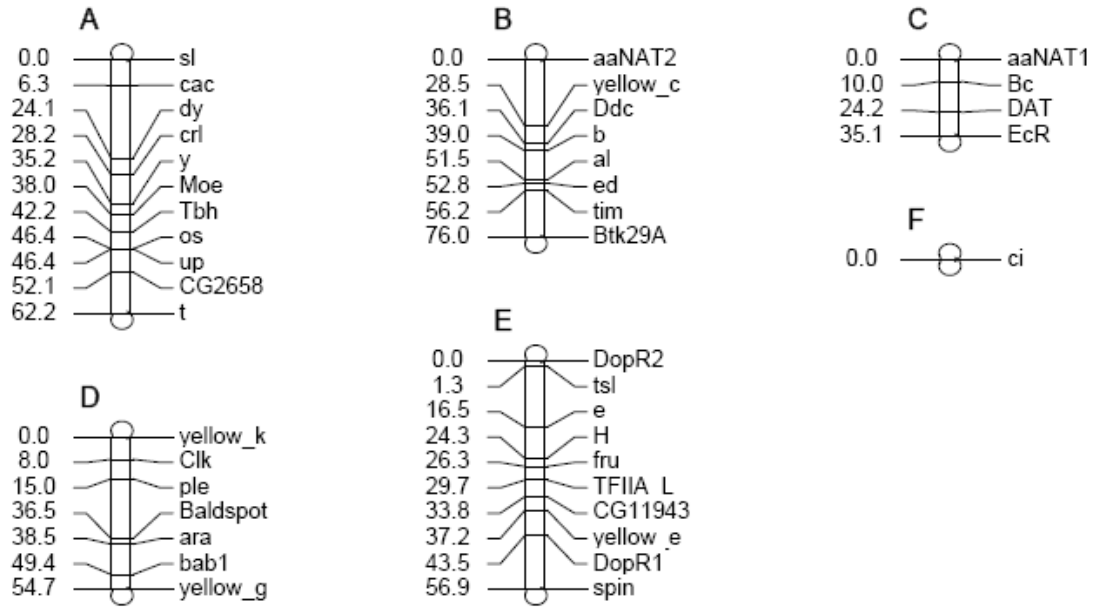 A
0.0 sl
6.3 cac
24.1 dy
28.2 crl
35.2 y
38.0 Moe
42.2 Tbh
46.4 os
46.4 up
52.1 CG2658
62.2 t
B
0.0 aaNAT2
28.5 yellow_c
36.1 Ddc
39.0 b
51.5 al
52.8 ed
56.2 tim
76.0 Btk29A
C
0.0 aaNAT1
10.0 Bc
24.2 DAT
35.1 EcR
F
0.0 ci
D
0.0 yellow_k
8.0 Clk
15.0 ple
36.5 Baldspot
38.5 ara
49.4 bab1
54.7 yellow_g
E
0.0 DopR2
1.3 tsl
16.5 e
24.3 H
26.3 fru
29.7 TFIIA_L
33.8 CG11943
37.2 yellow_e
43.5 DopR1
56.9 spin